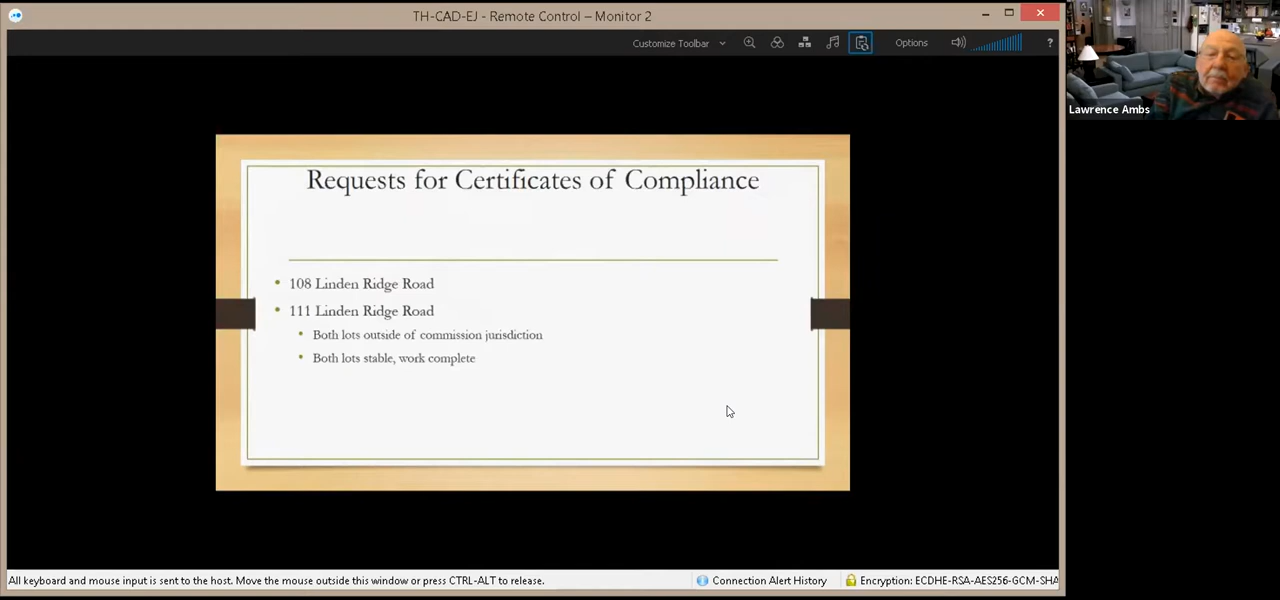 TH-CAD-EJ - Remote Control – Monitor 2
Customize Toolbar
Options
?
Lawrence Ambs
Requests for Certificates of Compliance
• 108 Linden Ridge Road
• 111 Linden Ridge Road
• Both lots outside of commission jurisdiction
• Both lots stable, work complete
All keyboard and mouse input is sent to the host. Move the mouse outside this window or press CTRL-ALT to release.
Connection Alert History
Encryption: ECDHE-RSA-AES256-GCM-SHA